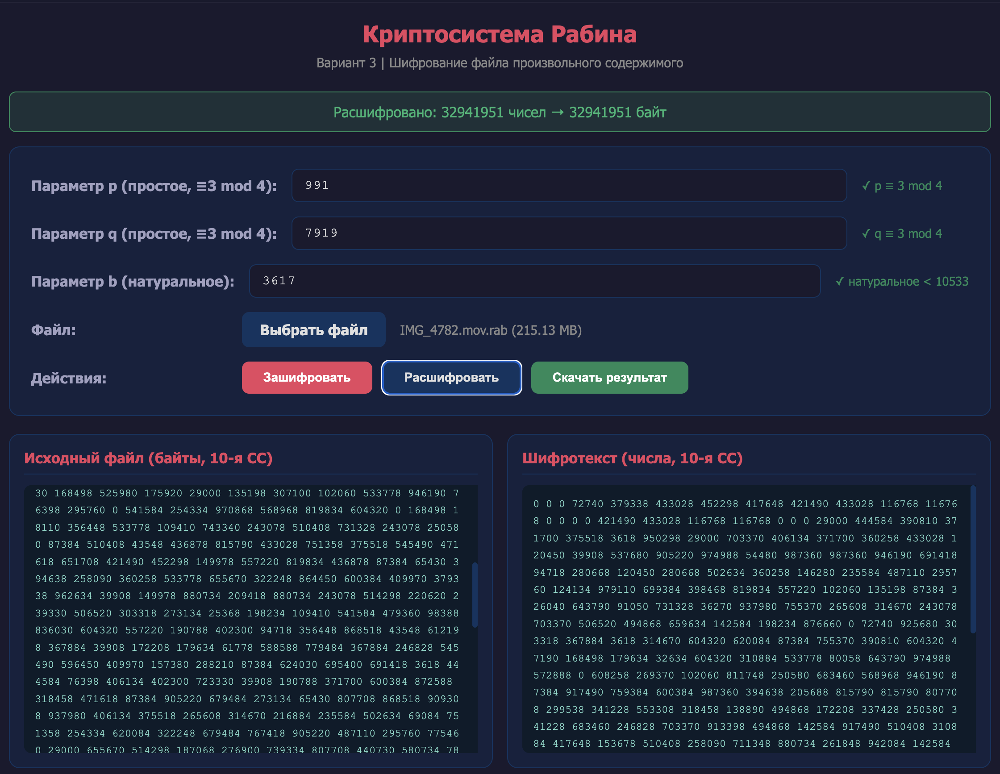 Криптосистема Рабина
Вариант 3 | Шифрование файла произвольного содержимого
Расшифровано: 32941951 чисел → 32941951 байт
Параметр p (простое, ≡3 mod 4): 991 ✓ p ≡ 3 mod 4
Параметр q (простое, ≡3 mod 4): 7919 ✓ q ≡ 3 mod 4
Параметр b (натуральное): 3617 ✓ натуральное < 10533
Файл: Выбрать файл IMG_4782.mov.rab (215.13 MB)
Действия: Зашифровать Расшифровать Скачать результат
Исходный файл (байты, 10-я СС)
30 168498 525980 175920 29000 135198 307100 102060 533778 946190 7
6398 295760 0 541584 254334 970868 568968 819834 604320 0 168498 1
8110 356448 533778 109410 743340 243078 510408 731328 243078 25058
0 87384 510408 43548 436878 815790 433028 751358 375518 545490 471
618 651708 421490 452298 149978 557220 819834 436878 87384 65430 3
94638 258090 360258 533778 655670 322248 864450 600384 409970 3793
38 962634 39908 149978 880734 209418 880734 243078 514298 220620 2
39330 506520 303318 273134 25368 198234 109410 541584 479360 98388
836030 604320 557220 190788 402300 94718 356448 868518 43548 61219
8 367884 39908 172208 179634 61778 588588 779484 367884 246828 545
490 596450 409970 157380 288210 87384 624030 695400 691418 3618 44
4584 76398 406134 402300 723330 39908 190788 371700 600384 872588
318458 471618 87384 905220 679484 273134 65430 807708 868518 90930
8 937980 406134 375518 265608 314670 216884 235584 502634 69084 75
1358 254334 620084 322248 679484 767418 905220 487110 295760 77546
0 29000 655670 514298 187068 276900 739334 807708 440730 580734 78
Шифротекст (числа, 10-я СС)
0 0 0 72740 379338 433028 452298 417648 421490 433028 116768 11676
8 0 0 0 0 421490 433028 116768 116768 0 0 0 29000 444584 390810 37
1700 375518 3618 950298 29000 703370 406134 371700 360258 433028 1
20450 39908 537680 905220 974988 54480 987360 987360 946190 691418
94718 280668 120450 280668 502634 360258 146280 235584 487110 2957
60 124134 979110 699384 398468 819834 557220 102060 135198 87384 3
26040 643790 91050 731328 36270 937980 755370 265608 314670 243078
703370 506520 494868 659634 142584 198234 876660 0 72740 925680 30
3318 367884 3618 314670 604320 620084 87384 755370 390810 604320 4
7190 168498 179634 32634 604320 310884 533778 80058 643790 974988
572888 0 608258 269370 102060 811748 250580 683460 568968 946190 8
7384 917490 759384 600384 987360 394638 205688 815790 815790 80770
8 299538 341228 553308 318458 138890 494868 172208 337428 250580 3
41228 683460 246828 703370 913398 494868 142584 917490 510408 3108
84 417648 153678 510408 258090 711348 880734 261848 942084 142584